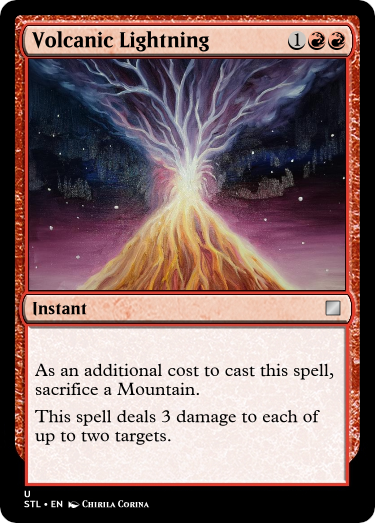 Volcanic Lightning 1
Instant
As an additional cost to cast this spell,
sacrifice a Mountain.
This spell deals 3 damage to each of
up to two targets.
U
STL • EN Chirila Corina